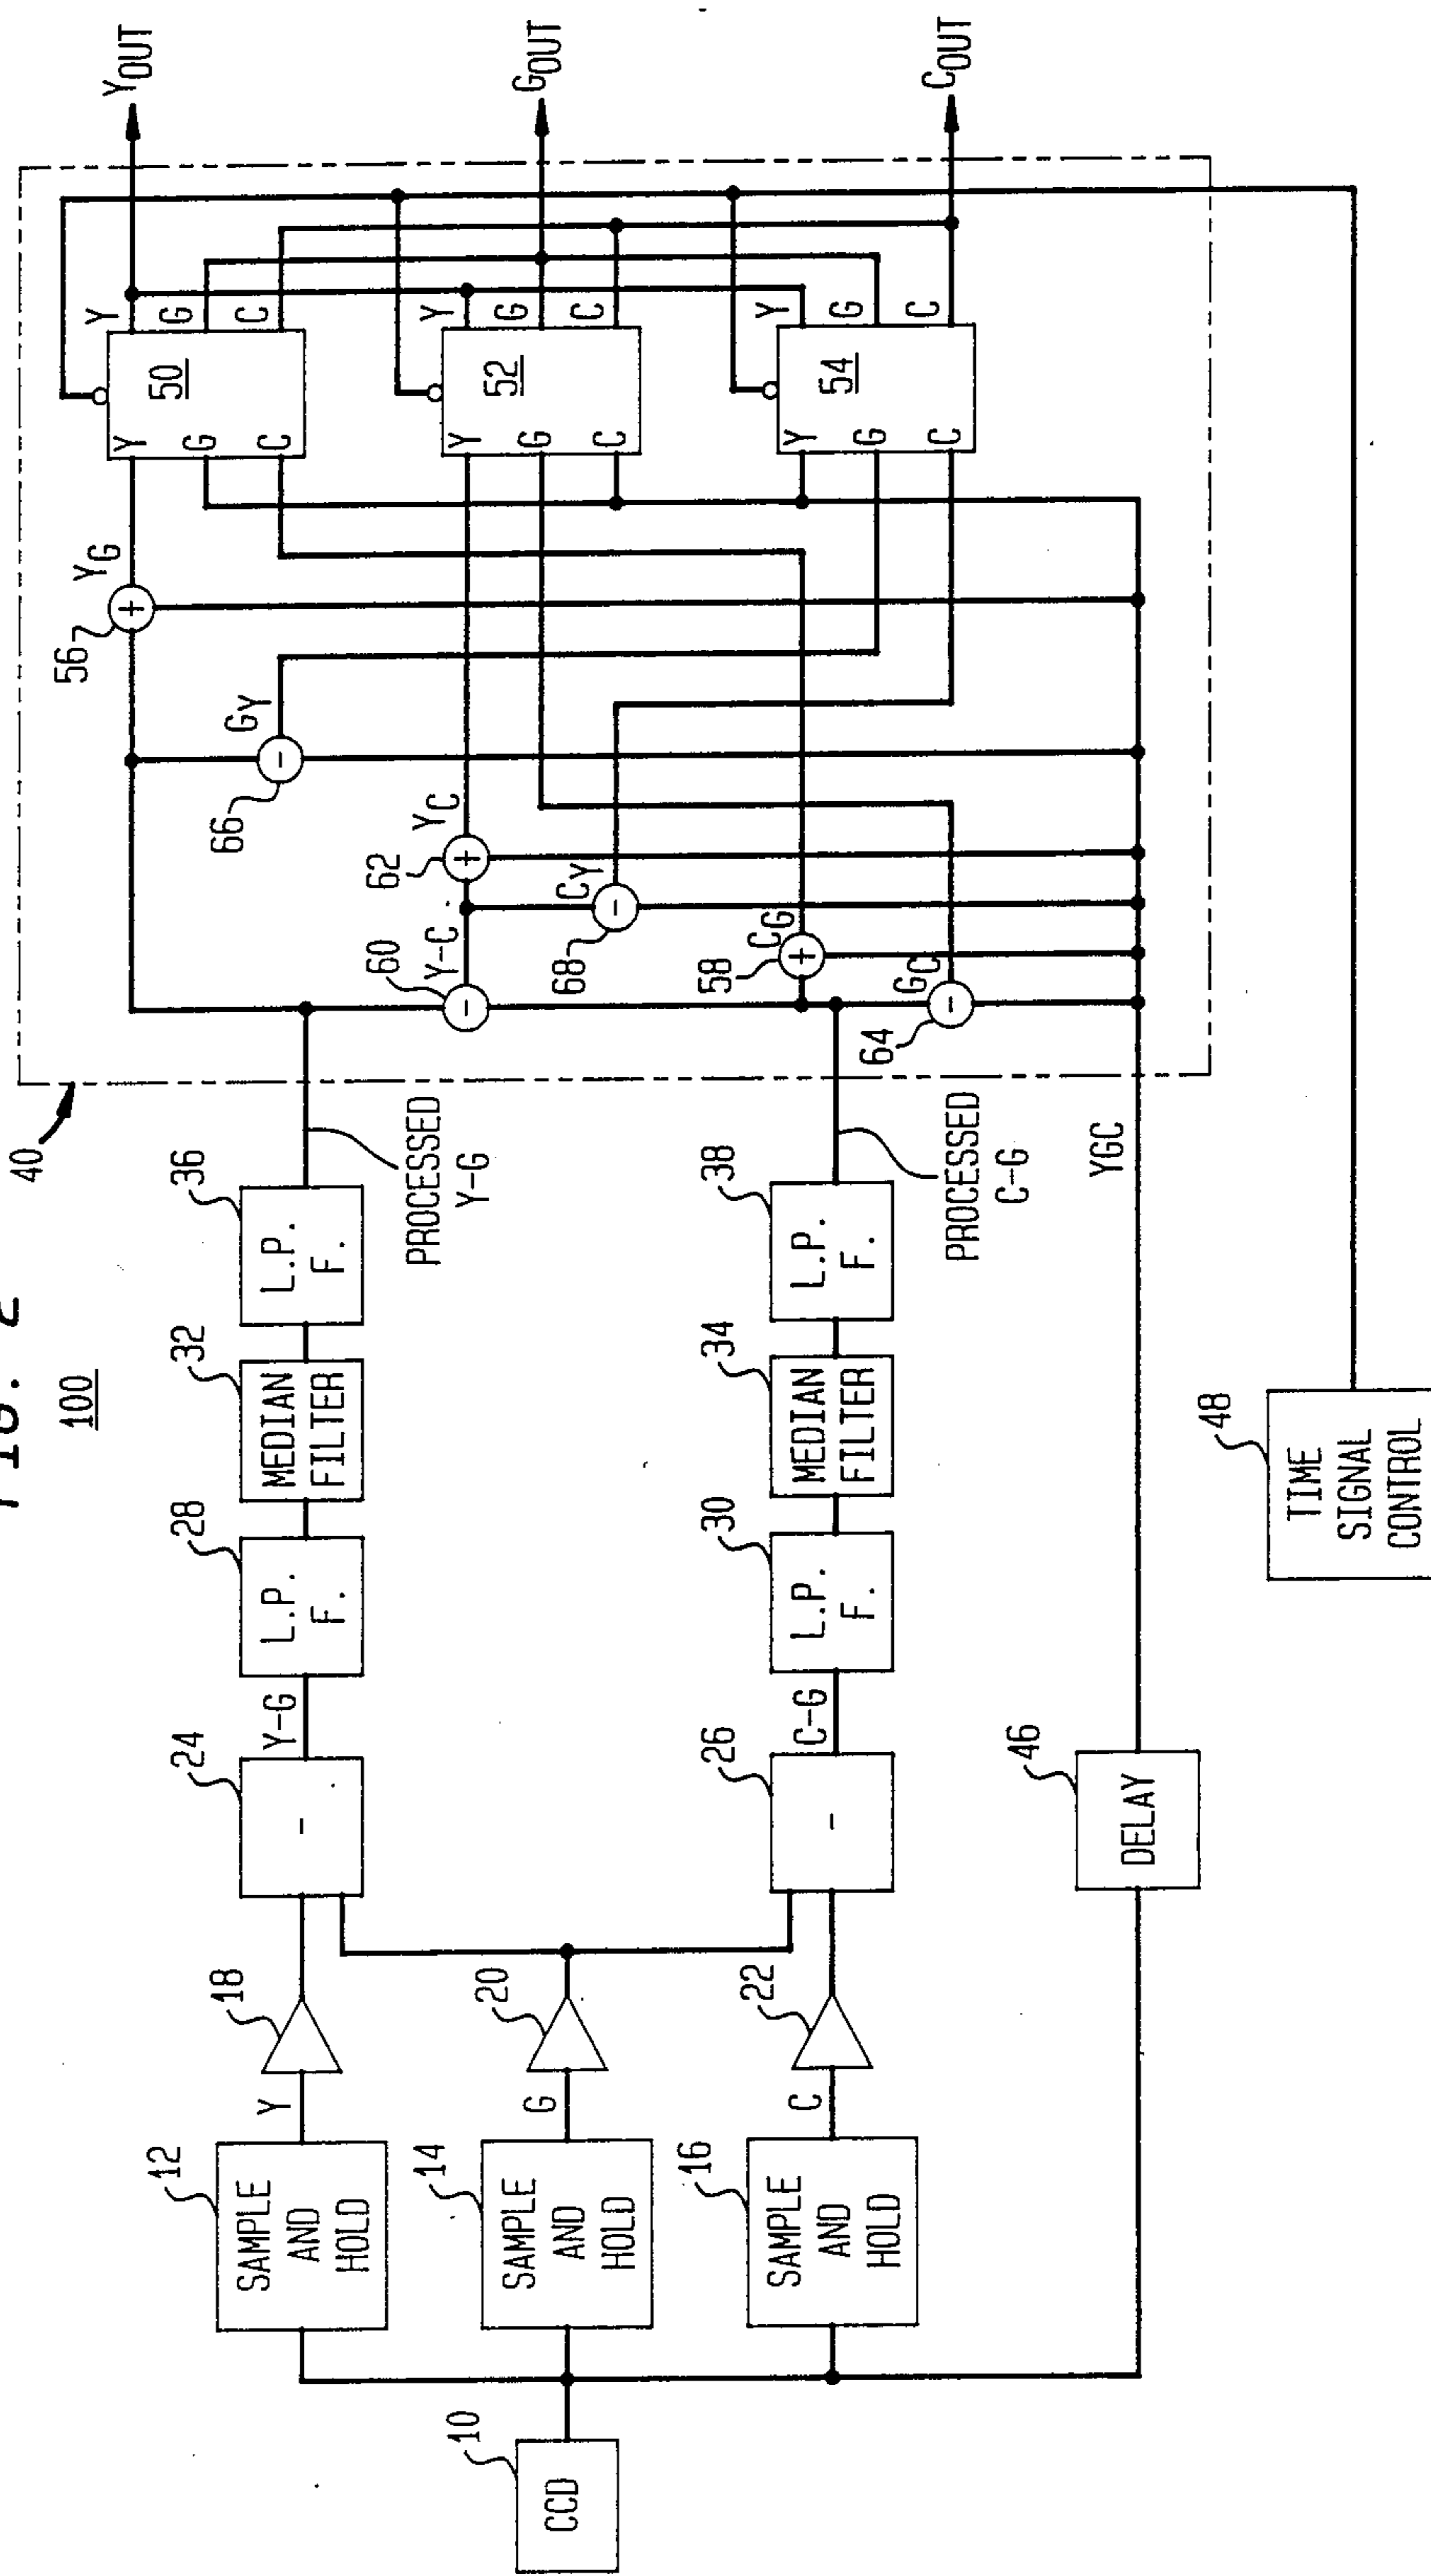 FIG. 2
100
40
10
CCD
12
SAMPLE
AND
HOLD
Y
18
14
SAMPLE
AND
HOLD
G
20
16
SAMPLE
AND
HOLD
C
22
24
-
Y-G
28
L.P.
F.
32
MEDIAN
FILTER
36
L.P.
F.
PROCESSED
Y-G
26
-
C-G
30
L.P.
F.
34
MEDIAN
FILTER
38
L.P.
F.
PROCESSED
C-G
46
DELAY
YGC
48
TIME
SIGNAL
CONTROL
56
+
YG
66
-
GY
60
-
Y-C
62
+
YC
68
-
CY
58
+
CG
64
-
GC
Y
G
C
50
Y
G
C
Y
G
C
52
Y
G
C
Y
G
C
54
Y
G
C
YOUT
GOUT
COUT